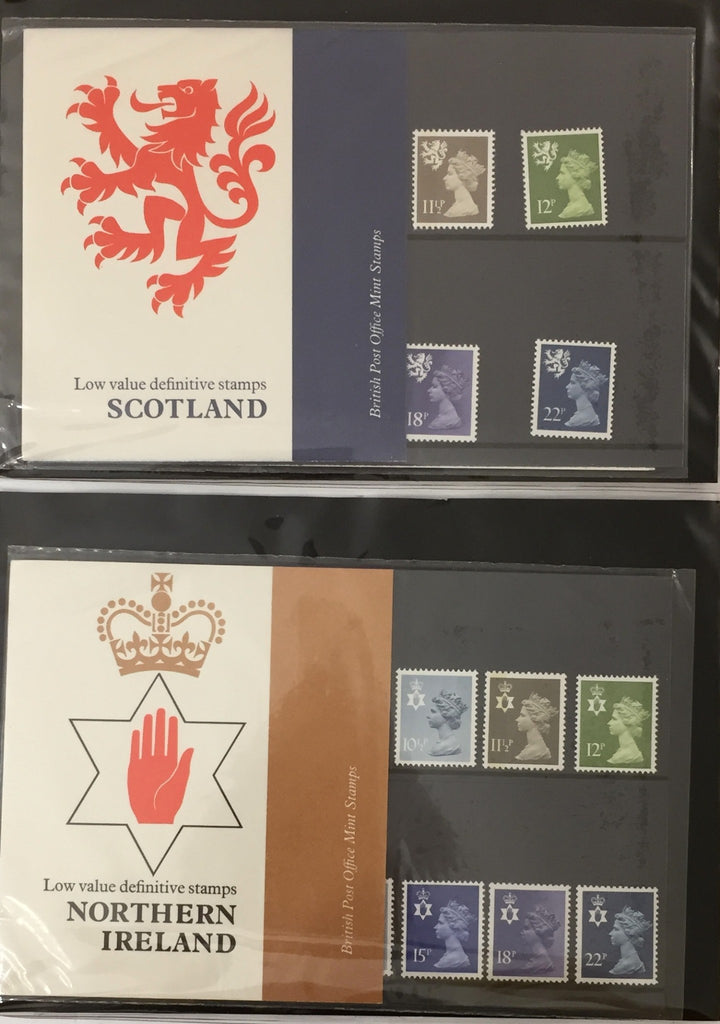 Low value definitive stamps
SCOTLAND
British Post Office Mint Stamps
11½P
12P
18P
22P
Low value definitive stamps
NORTHERN
IRELAND
British Post Office Mint Stamps
10½P
11½P
12P
15P
18P
22P